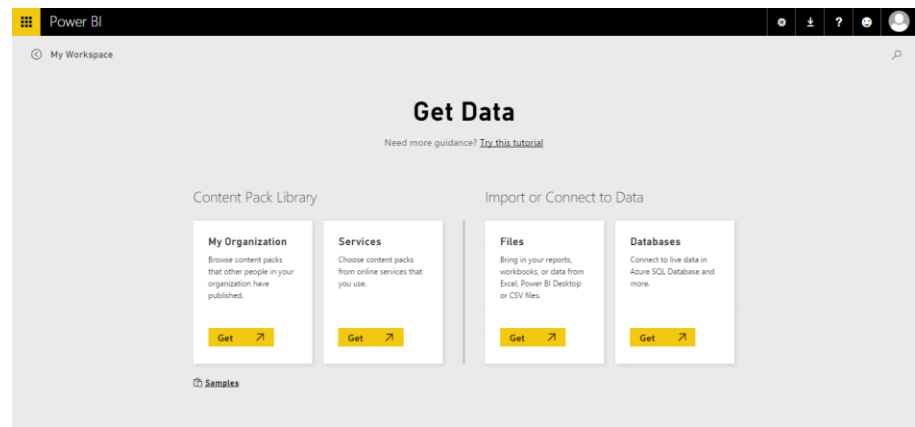 Power BI
?
My Workspace
Get Data
Need more guidance? Try this tutorial
Content Pack Library
My Organization
Browse content packs
that other people in your
organization have
published.
Get
Services
Choose content packs
from online services that
you use.
Get
Samples
Import or Connect to Data
Files
Bring in your reports,
workbooks, or data from
Excel, Power BI Desktop
or CSV files.
Get
Databases
Connect to live data in
Azure SQL Database and
more.
Get